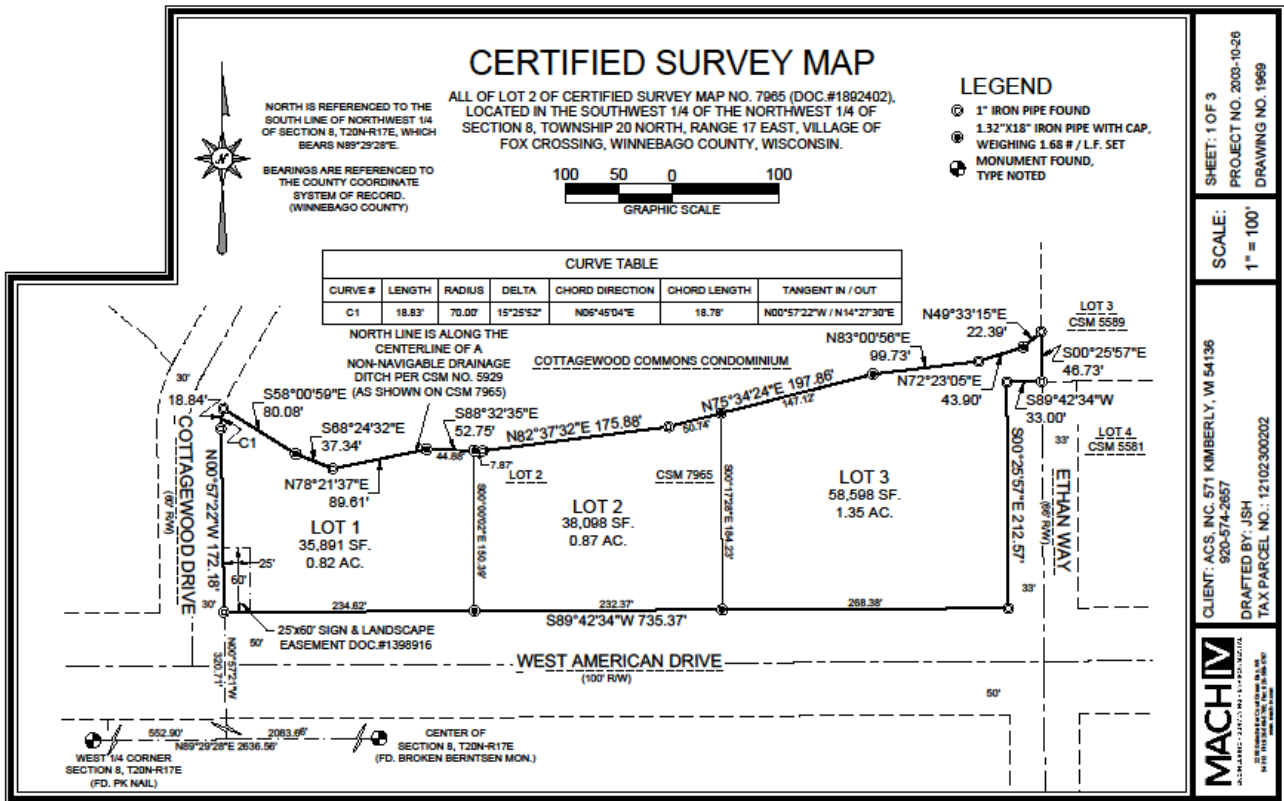 CERTIFIED SURVEY MAP
ALL OF LOT 2 OF CERTIFIED SURVEY MAP NO. 7965 (DOC.#1892402),
LOCATED IN THE SOUTHWEST 1/4 OF THE NORTHWEST 1/4 OF
SECTION 8, TOWNSHIP 20 NORTH, RANGE 17 EAST, VILLAGE OF
FOX CROSSING, WINNEBAGO COUNTY, WISCONSIN.
NORTH IS REFERENCED TO THE
SOUTH LINE OF NORTHWEST 1/4
OF SECTION 8, T20N-R17E, WHICH
BEARS N89°29'28"E.
BEARINGS ARE REFERENCED TO
THE COUNTY COORDINATE
SYSTEM OF RECORD.
(WINNEBAGO COUNTY)
N
100 50 0 100
GRAPHIC SCALE
LEGEND
1" IRON PIPE FOUND
1.32"X18" IRON PIPE WITH CAP,
WEIGHING 1.68 # / L.F. SET
MONUMENT FOUND,
TYPE NOTED
CURVE TABLE
CURVE # LENGTH RADIUS DELTA CHORD DIRECTION CHORD LENGTH TANGENT IN / OUT
C1 18.83' 70.00' 15°25'52" N06°45'04"E 18.78' N00°57'22"W / N14°27'30"E
NORTH LINE IS ALONG THE
CENTERLINE OF A
NON-NAVIGABLE DRAINAGE
DITCH PER CSM NO. 5929
(AS SHOWN ON CSM 7965)
COTTAGEWOOD COMMONS CONDOMINIUM
N49°33'15"E
22.39'
LOT 3
CSM 5589
N83°00'56"E
99.73'
S00°25'57"E
46.73'
N72°23'05"E
43.90'
S89°42'34"W
33.00'
30'
18.84'
S58°00'59"E
80.08'
C1
S68°24'32"E
37.34'
S88°32'35"E
52.75'
N82°37'32"E 175.88'
N75°34'24"E 197.86'
147.12'
50.74'
44.88'
7.87'
N78°21'37"E
89.61'
LOT 2
CSM 7965
33'
LOT 4
CSM 5581
COTTAGEWOOD DRIVE
N00°57'22"W 172.18'
LOT 1
35,891 SF.
0.82 AC.
S00°00'02"E 150.39'
LOT 2
38,098 SF.
0.87 AC.
S00°17'28"E 184.23'
LOT 3
58,598 SF.
1.35 AC.
S00°25'57"E 212.57'
ETHAN WAY
(66' R/W)
25'
60'
30'
33'
234.62'
232.37'
268.38'
S89°42'34"W 735.37'
25'x60' SIGN & LANDSCAPE
EASEMENT DOC.#1398916
50'
N00°57'21"W
320.71'
WEST AMERICAN DRIVE
(100' R/W)
50'
552.90'
2083.66'
N89°29'28"E 2636.56'
WEST 1/4 CORNER
SECTION 8, T20N-R17E
(FD. PK NAIL)
CENTER OF
SECTION 8, T20N-R17E
(FD. BROKEN BERNTSEN MON.)
SHEET: 1 OF 3
PROJECT NO. 2003-10-26
DRAWING NO. 1969
SCALE:
1" = 100'
CLIENT: ACS, INC. 571 KIMBERLY, WI 54136
920-574-2657
DRAFTED BY: JSH
TAX PARCEL NO.: 12102300202
MACH IV